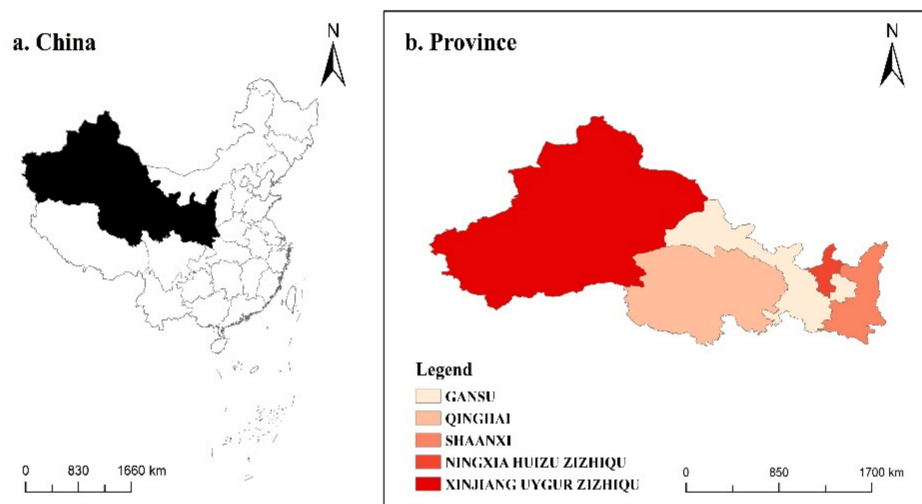 a. China
N
0 830 1660 km
b. Province
N
Legend
GANSU
QINGHAI
SHAANXI
NINGXIA HUIZU ZIZHIQU
XINJIANG UYGUR ZIZHIQU
0 850 1700 km